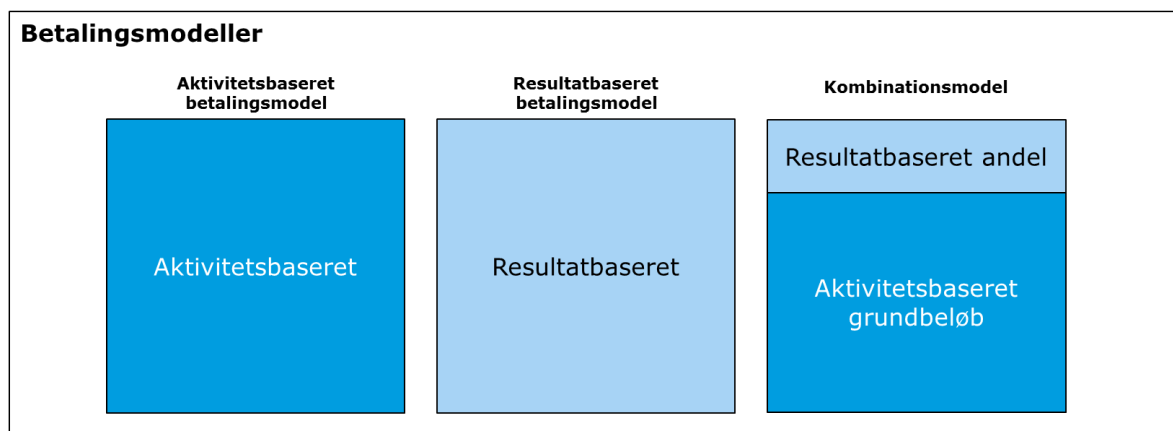 Betalingsmodeller
Aktivitetsbaseret
betalingsmodel
Resultatbaseret
betalingsmodel
Kombinationsmodel
Aktivitetsbaseret
Resultatbaseret
Resultatbaseret andel
Aktivitetsbaseret
grundbeløb